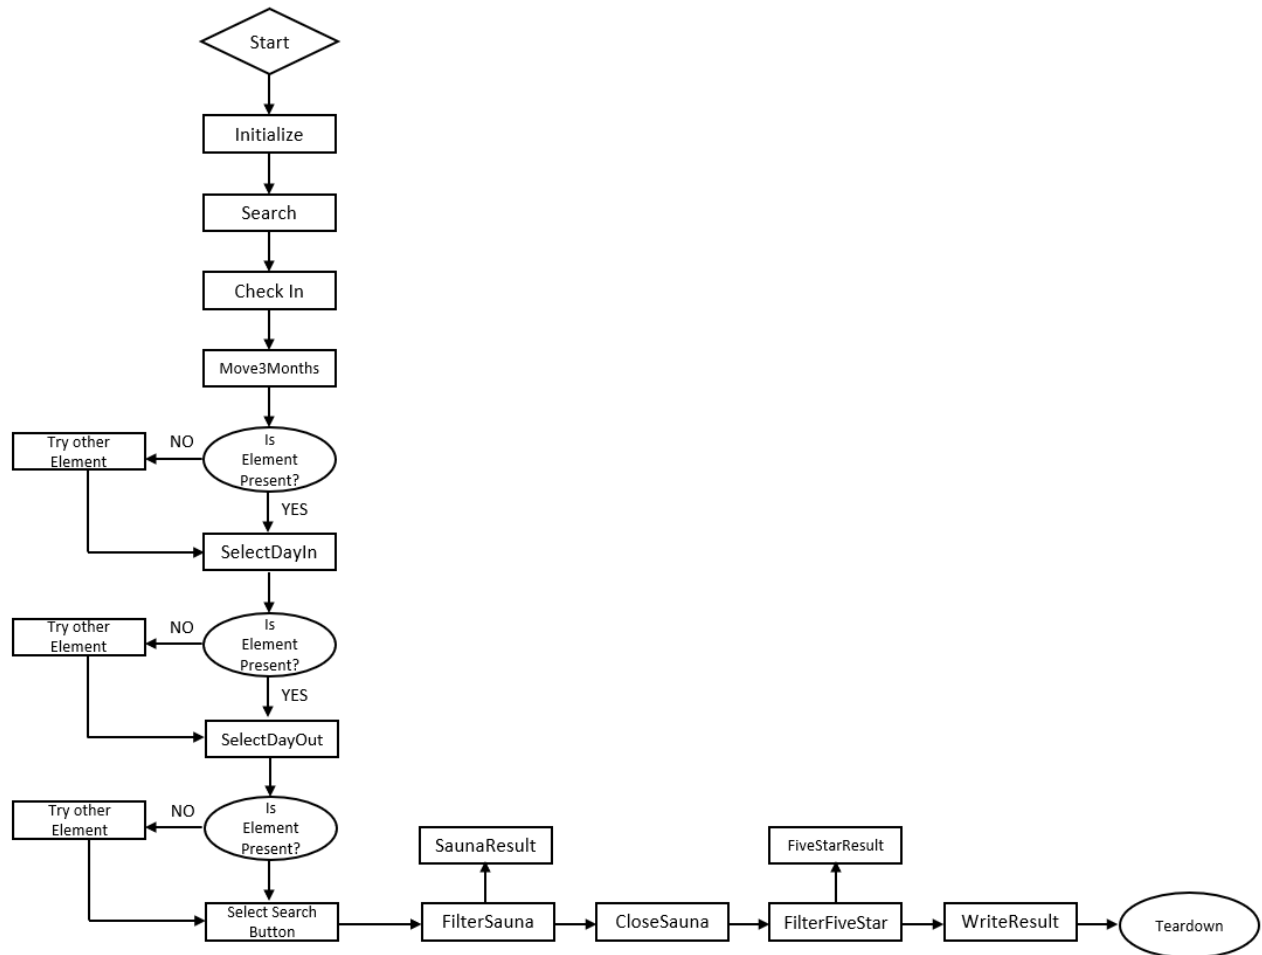 Start
Initialize
Search
Check In
Move3Months
Try other
Element
NO
Is
Element
Present?
YES
SelectDayIn
Try other
Element
NO
Is
Element
Present?
YES
SelectDayOut
Try other
Element
NO
Is
Element
Present?
SaunaResult
FiveStarResult
Select Search
Button
FilterSauna
CloseSauna
FilterFiveStar
WriteResult
Teardown